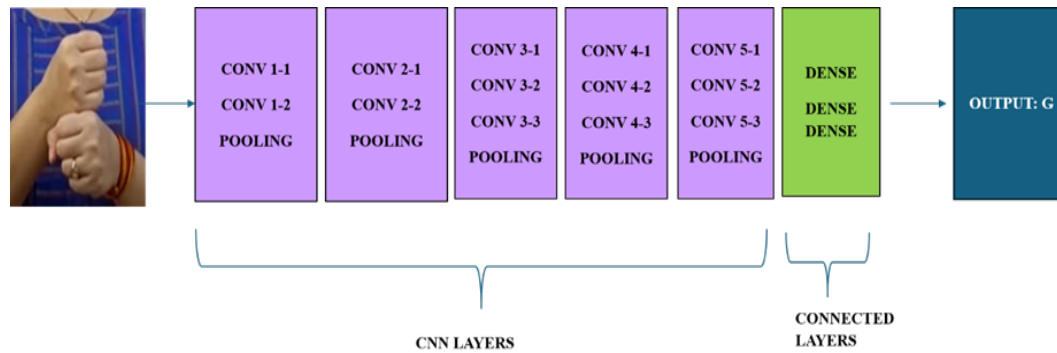 CONV 1-1
CONV 1-2
POOLING
CONV 2-1
CONV 2-2
POOLING
CONV 3-1
CONV 3-2
CONV 3-3
POOLING
CONV 4-1
CONV 4-2
CONV 4-3
POOLING
CONV 5-1
CONV 5-2
CONV 5-3
POOLING
DENSE
DENSE
DENSE
OUTPUT: G
CNN LAYERS
CONNECTED
LAYERS